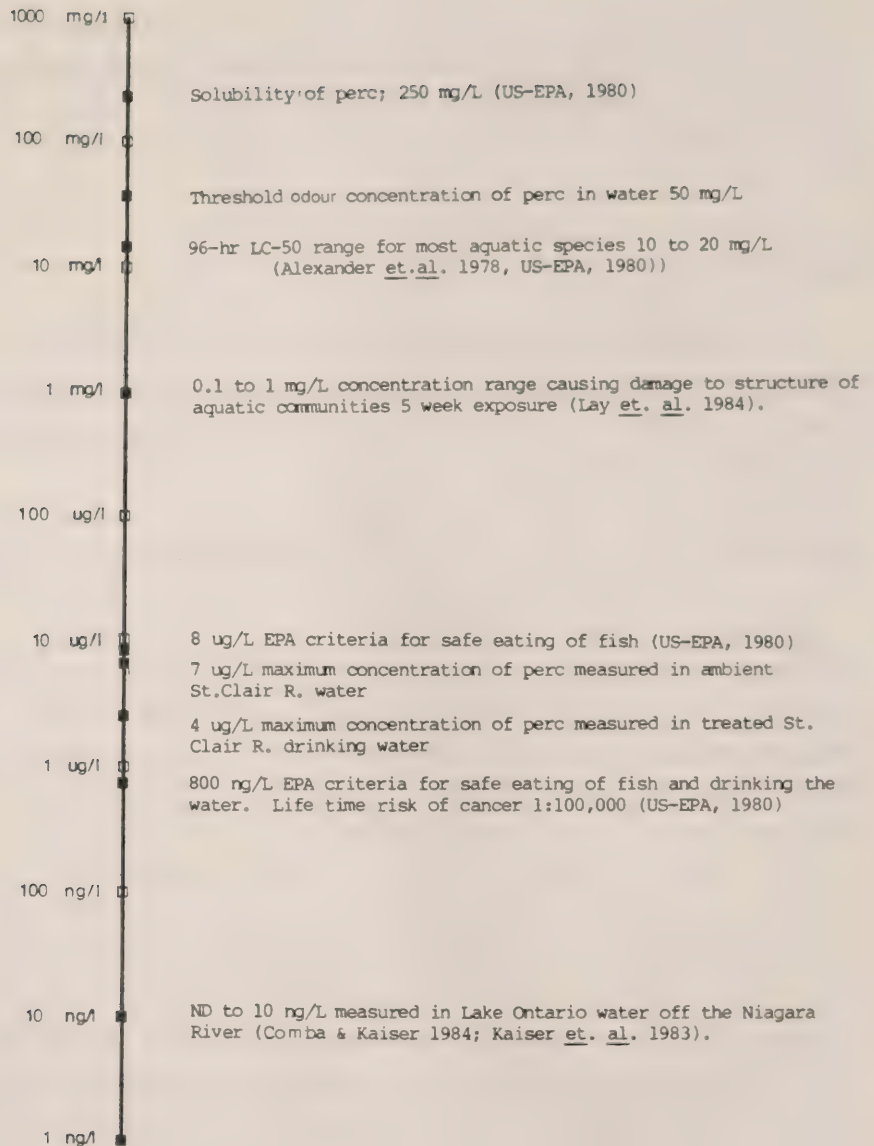 1000 mg/l
Solubility of perc; 250 mg/L (US-EPA, 1980)
100 mg/l
Threshold odour concentration of perc in water 50 mg/L
96-hr LC-50 range for most aquatic species 10 to 20 mg/L
10 mg/l
(Alexander et.al. 1978, US-EPA, 1980))
1 mg/l
0.1 to 1 mg/L concentration range causing damage to structure of
aquatic communities 5 week exposure (Lay et. al. 1984).
100 ug/l
10 ug/l
8 ug/L EPA criteria for safe eating of fish (US-EPA, 1980)
7 ug/L maximum concentration of perc measured in ambient
St.Clair R. water
4 ug/L maximum concentration of perc measured in treated St.
Clair R. drinking water
1 ug/l
800 ng/L EPA criteria for safe eating of fish and drinking the
water. Life time risk of cancer 1:100,000 (US-EPA, 1980)
100 ng/l
10 ng/l
ND to 10 ng/L measured in Lake Ontario water off the Niagara
River (Comba & Kaiser 1984; Kaiser et. al. 1983).
1 ng/l